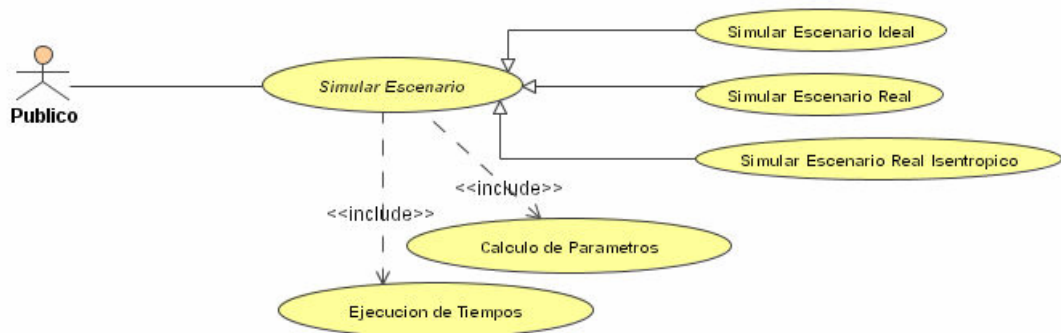 Simular Escenario Ideal
Publico
Simular Escenario
Simular Escenario Real
Simular Escenario Real Isentropico
<<include>>
<<include>>
Calculo de Parametros
Ejecucion de Tiempos